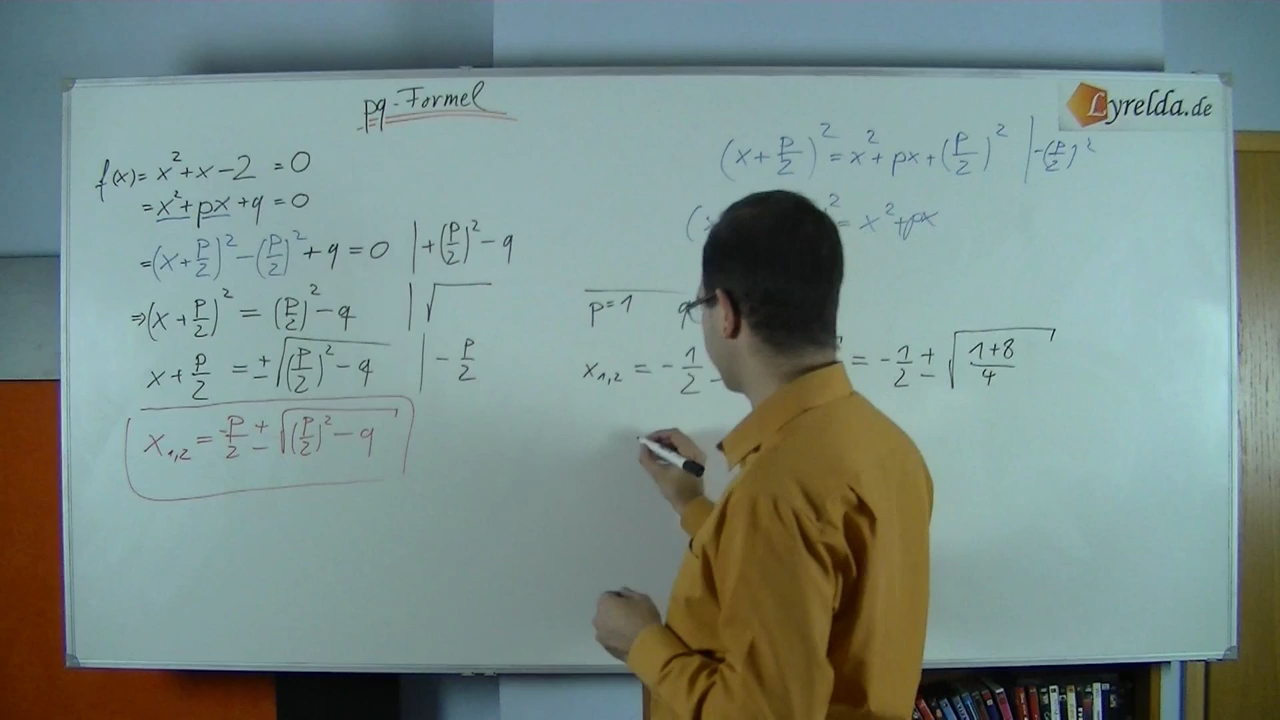 pq-Formel
Lyrelda.de
f(x) = x² + x - 2 = 0
= x² + px + q = 0
= (x + p/2)² - (p/2)² + q = 0 | + (p/2)² - q
⇒ (x + p/2)² = (p/2)² - q | √
x + p/2 = ± √((p/2)² - q) | - p/2
x₁,₂ = -p/2 ± √((p/2)² - q)
(x + p/2)² = x² + px + (p/2)² | -(p/2)²
² = x² + px
p = 1 q
x₁,₂ = - 1/2 = - 1/2 ± √((1+8)/4)